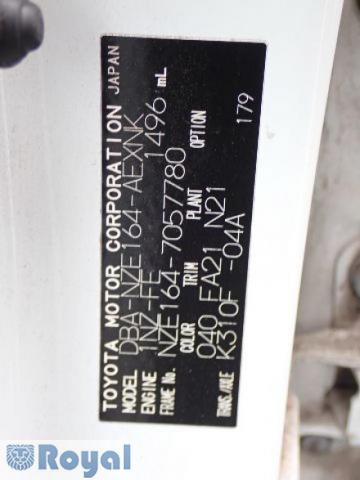 TOYOTA MOTOR CORPORATION JAPAN
MODEL DBA-NZE164-AEXNK
ENGINE 1NZ-FE 1496 mL
FRAME No. NZE164-7057780
COLOR TRIM PLANT OPTION
040 FA21 N21 179
TRANS./AXLE K310F -04A
Royal